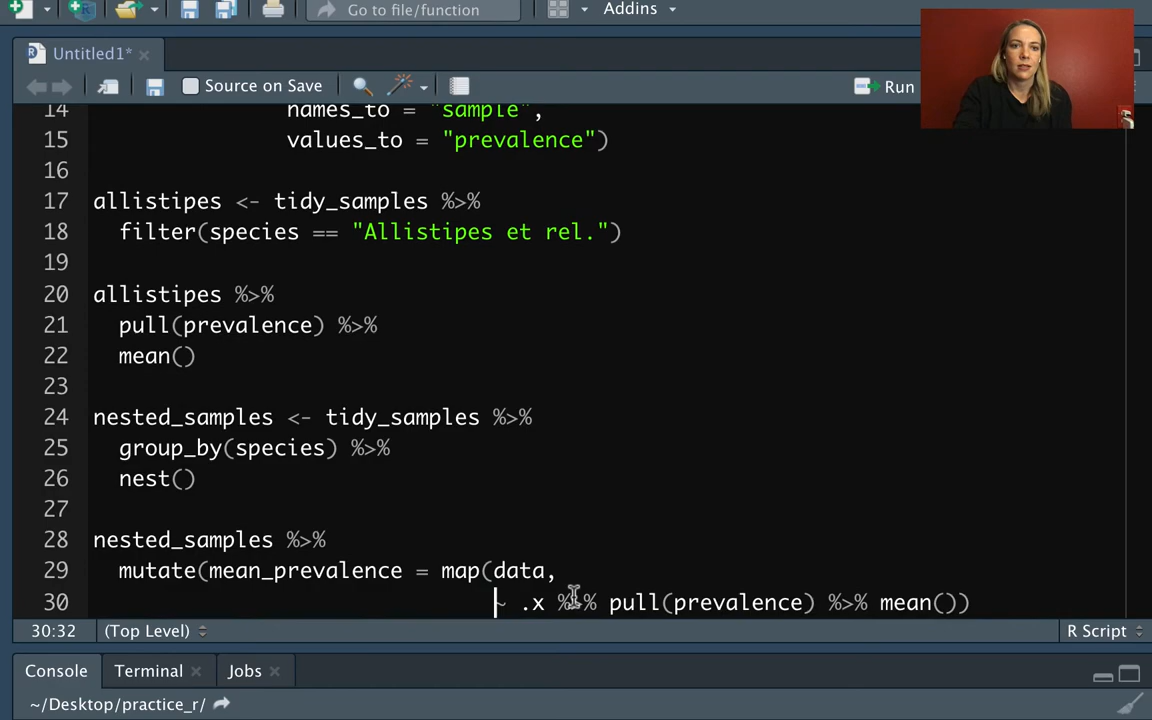 Go to file/function
Addins
Untitled1*
Source on Save
Run
14 names_to = "sample",
15 values_to = "prevalence")
16
17 allistipes <- tidy_samples %>%
18 filter(species == "Allistipes et rel.")
19
20 allistipes %>%
21 pull(prevalence) %>%
22 mean()
23
24 nested_samples <- tidy_samples %>%
25 group_by(species) %>%
26 nest()
27
28 nested_samples %>%
29 mutate(mean_prevalence = map(data,
30 ~ .x %>% pull(prevalence) %>% mean())
30:32 (Top Level) R Script
Console Terminal Jobs
~/Desktop/practice_r/